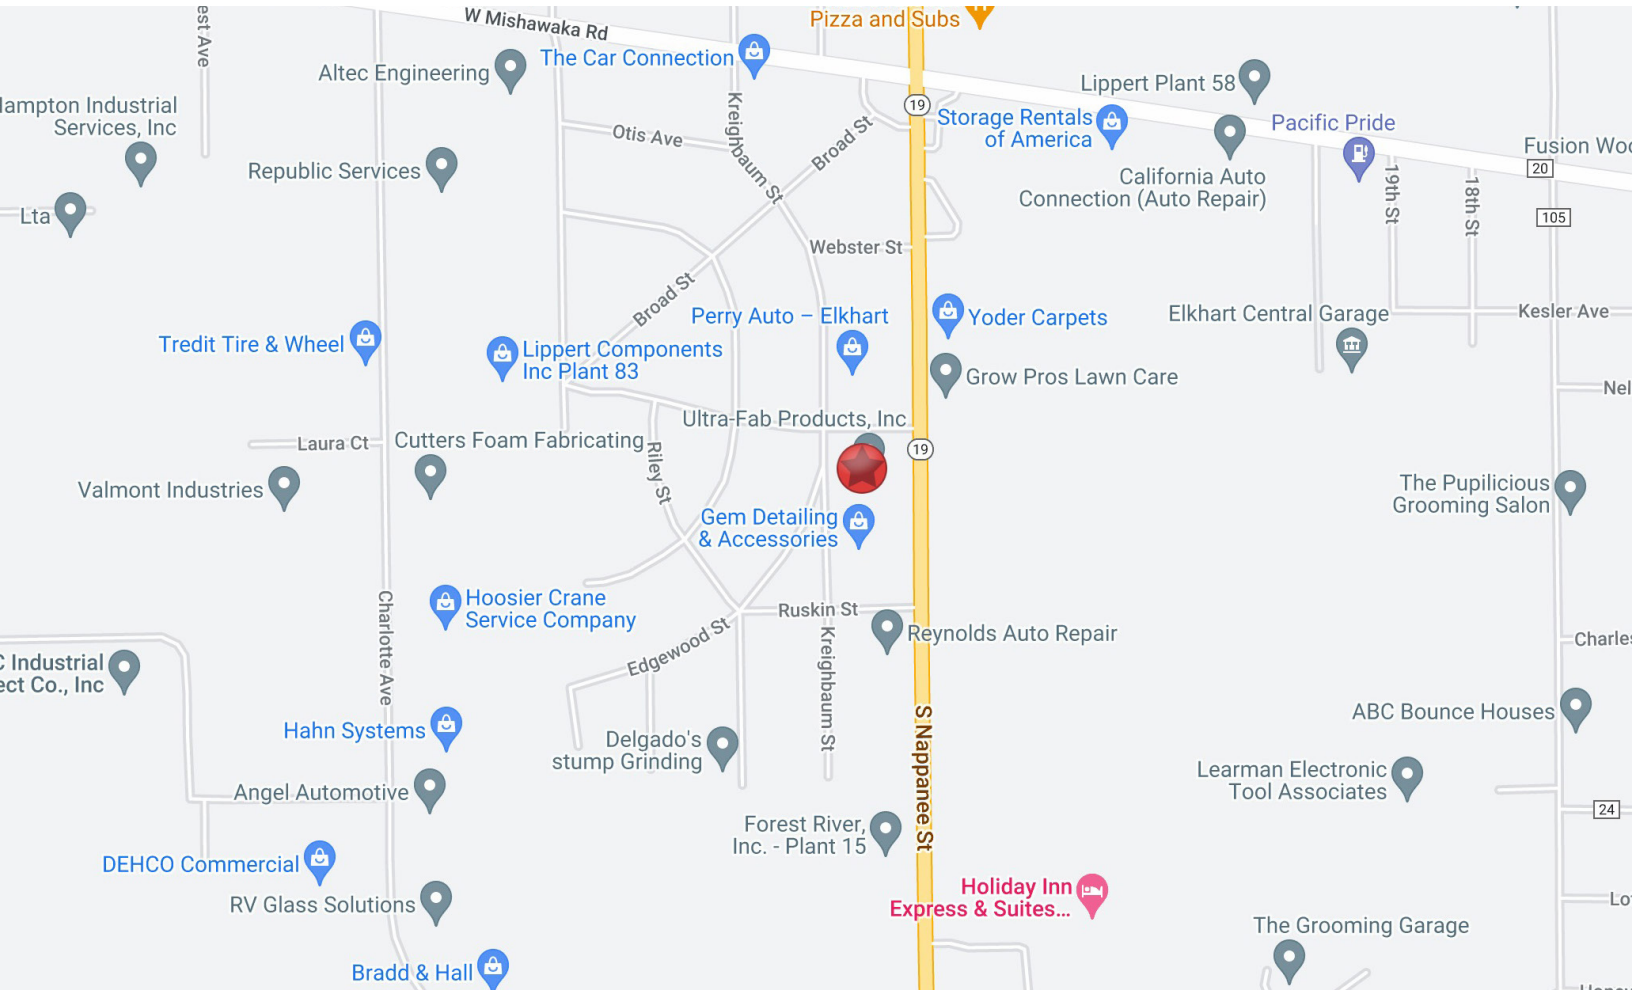 est Ave
W Mishawaka Rd
Pizza and Subs
The Car Connection
Altec Engineering
Lippert Plant 58
19
Hampton Industrial
Services, Inc
Otis Ave
Kreighbaum St
Broad St
Storage Rentals
of America
Pacific Pride
Fusion Woo
Republic Services
California Auto
Connection (Auto Repair)
20
19th St
18th St
105
Lta
Webster St
Broad St
Perry Auto – Elkhart
Yoder Carpets
Elkhart Central Garage
Kesler Ave
Tredit Tire & Wheel
Lippert Components
Inc Plant 83
Grow Pros Lawn Care
Nel
Ultra-Fab Products, Inc
Laura Ct
Cutters Foam Fabricating
19
Riley St
Valmont Industries
The Pupilicious
Grooming Salon
Gem Detailing
& Accessories
Charlotte Ave
Hoosier Crane
Service Company
Ruskin St
Reynolds Auto Repair
Edgewood St
Kreighbaum St
Charles
C Industrial
ect Co., Inc
ABC Bounce Houses
Hahn Systems
S Nappanee St
Delgado's
stump Grinding
Learman Electronic
Tool Associates
Angel Automotive
24
Forest River,
Inc. - Plant 15
DEHCO Commercial
Holiday Inn
Express & Suites...
RV Glass Solutions
Lo
The Grooming Garage
Bradd & Hall